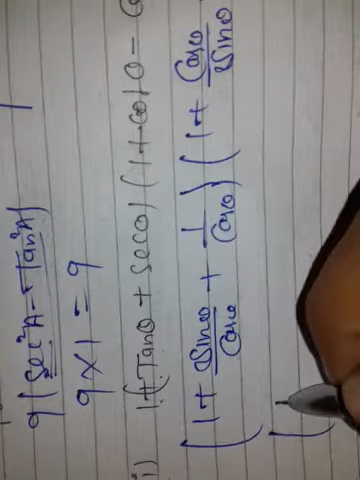 9(Sec²A - Tan²A)
9 × 1 = 9
ii) (1 + Tanθ + secθ) (1 + cotθ -
(1 + Sinθ/Cosθ + 1/Cosθ) (1 + Cosθ/Sinθ